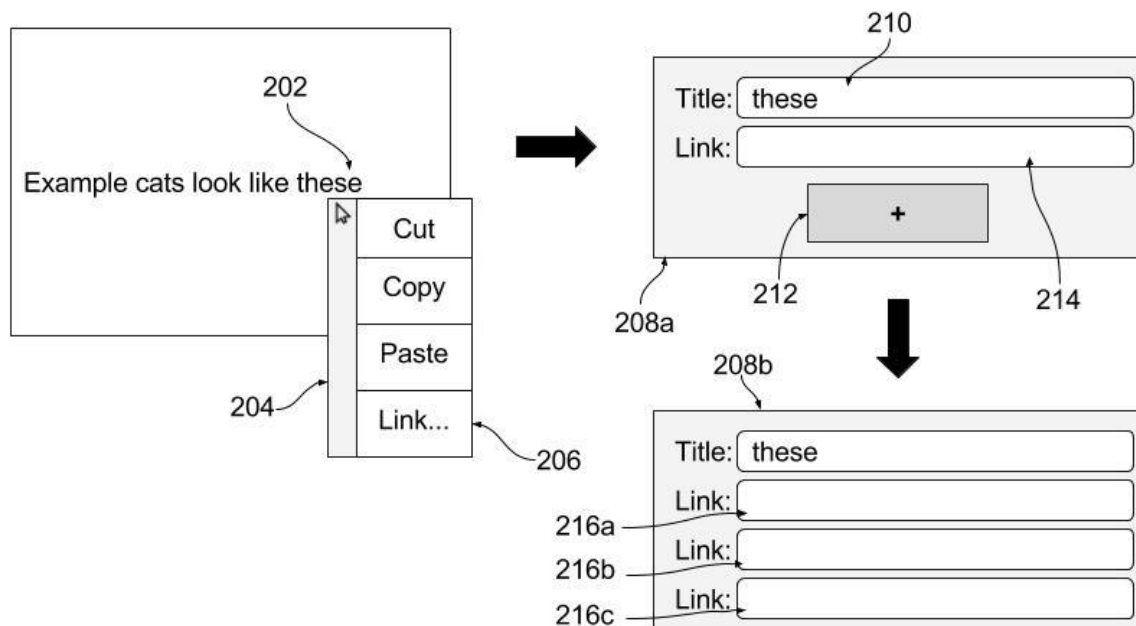 202
Example cats look like these
Cut
Copy
Paste
Link...
204
206
210
Title: these
Link:
+
212
214
208a
208b
Title: these
Link:
216a
Link:
216b
Link:
216c